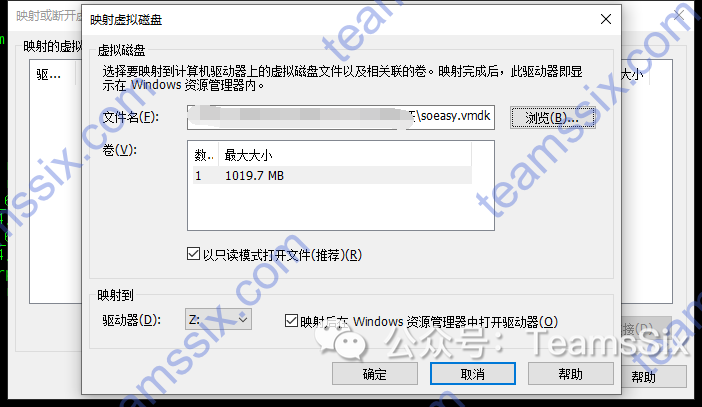 映射或断开虚
映射虚拟磁盘
映射的虚拟
虚拟磁盘
选择要映射到计算机驱动器上的虚拟磁盘文件以及相关联的卷。映射完成后，此驱动器即显
示在 Windows 资源管理器内。
驱...
大小
文件名(F):
\soeasy.vmdk
浏览(B)...
卷(V):
数..
最大大小
1
1019.7 MB
以只读模式打开文件(推荐)(R)
映射到
驱动器(D):
Z:
映射后在 Windows 资源管理器中打开驱动器(O)
接(D)
公众号：TeamsSix
确定
取消
帮助
帮助
teamssix.com
teamssix.com
teamssix.com
teamssix.com
teamssix